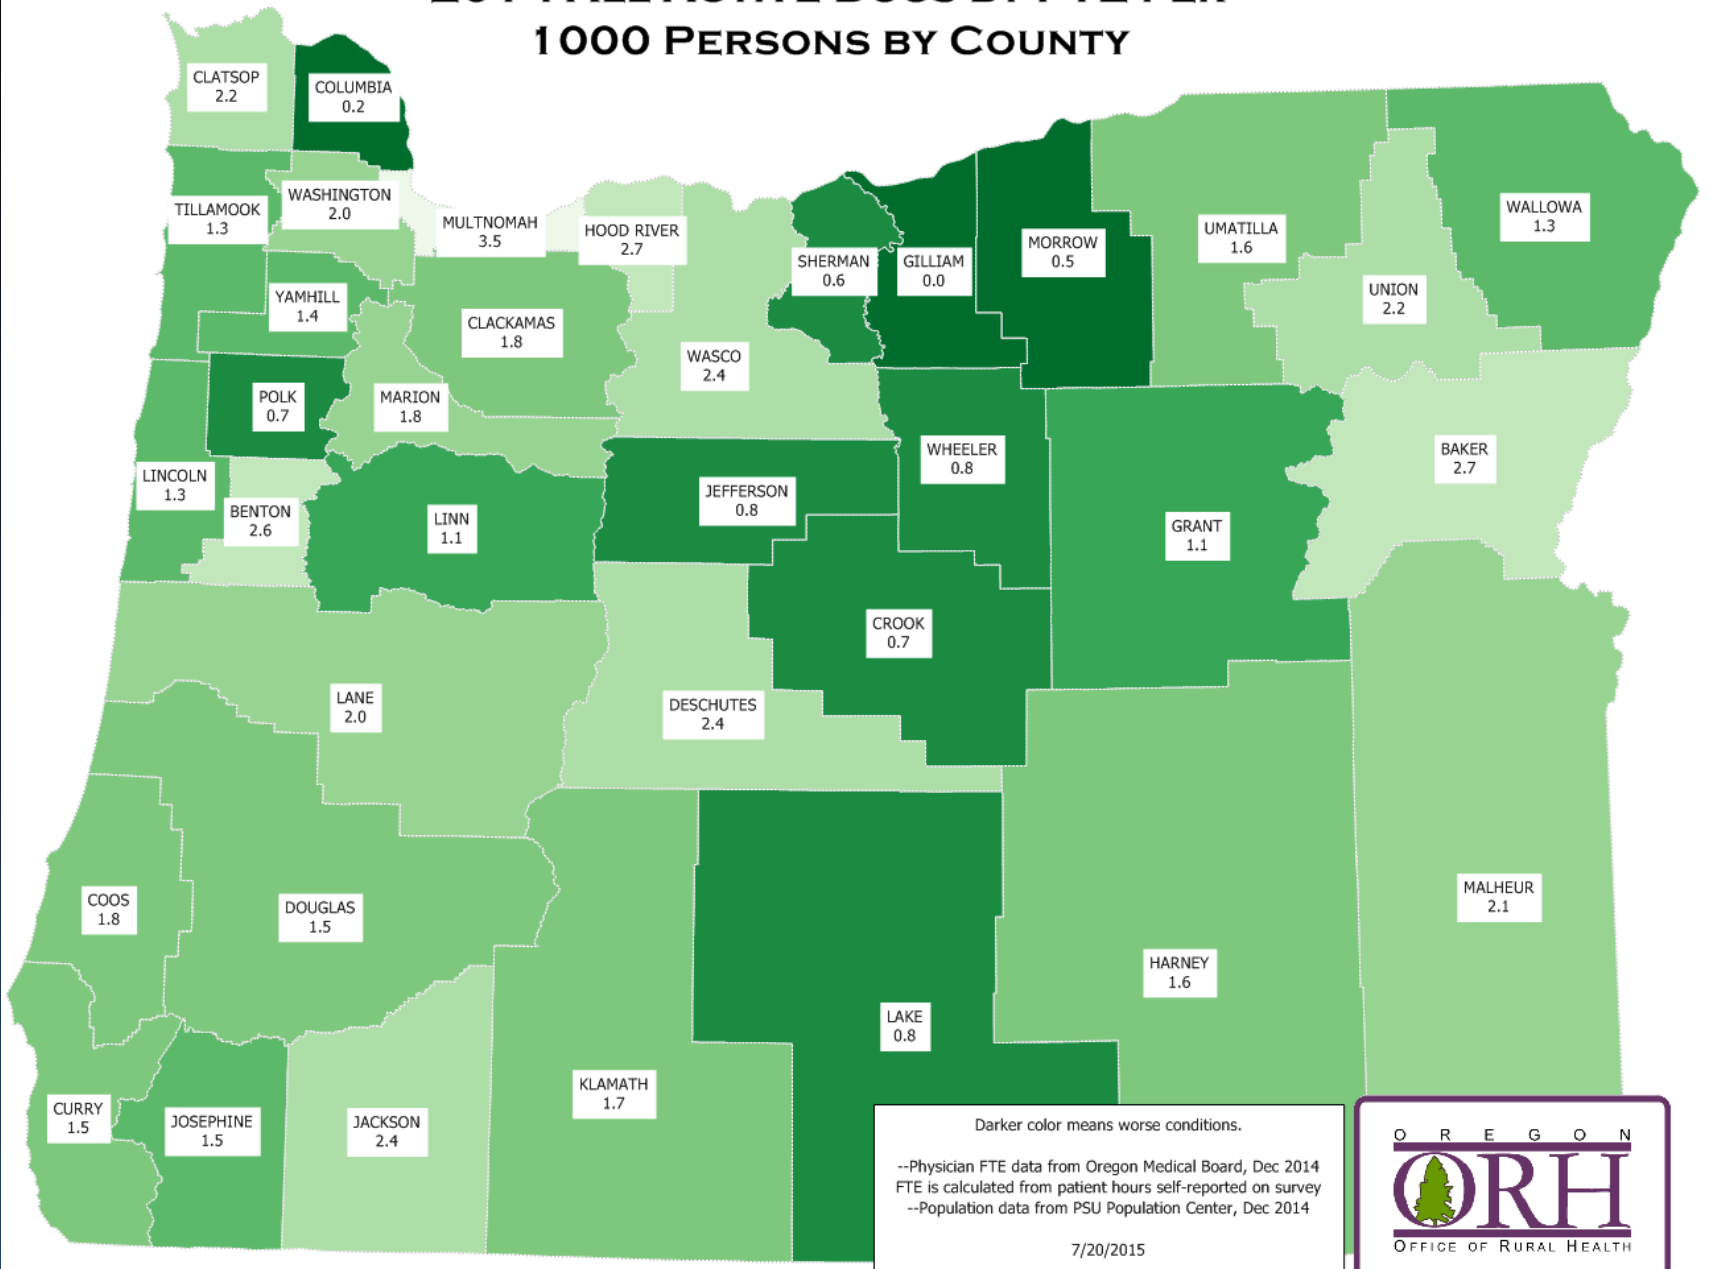 1000 PERSONS BY COUNTY
CLATSOP
2.2
COLUMBIA
0.2
WASHINGTON
2.0
TILLAMOOK
1.3
MULTNOMAH
3.5
HOOD RIVER
2.7
SHERMAN
0.6
GILLIAM
0.0
MORROW
0.5
UMATILLA
1.6
WALLOWA
1.3
UNION
2.2
YAMHILL
1.4
CLACKAMAS
1.8
WASCO
2.4
POLK
0.7
MARION
1.8
WHEELER
0.8
BAKER
2.7
LINCOLN
1.3
BENTON
2.6
LINN
1.1
JEFFERSON
0.8
GRANT
1.1
CROOK
0.7
LANE
2.0
DESCHUTES
2.4
COOS
1.8
DOUGLAS
1.5
MALHEUR
2.1
HARNEY
1.6
LAKE
0.8
CURRY
1.5
JOSEPHINE
1.5
JACKSON
2.4
KLAMATH
1.7
Darker color means worse conditions.
--Physician FTE data from Oregon Medical Board, Dec 2014
FTE is calculated from patient hours self-reported on survey
--Population data from PSU Population Center, Dec 2014
7/20/2015
OREGON
ORH
OFFICE OF RURAL HEALTH